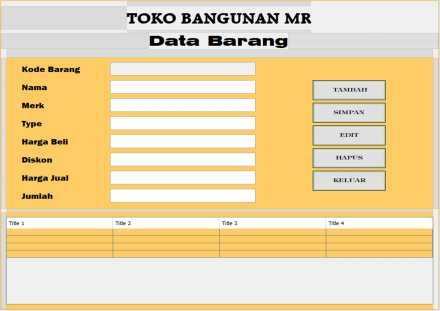 TOKO BANGUNAN MR
Data Barang
Kode Barang
Nama
Merk
Type
Harga Beli
Diskon
Harga Jual
Jumlah
TAMBAH
SIMPAN
EDIT
HAPUS
KELUAR
Title 1 Title 2 Title 3 Title 4